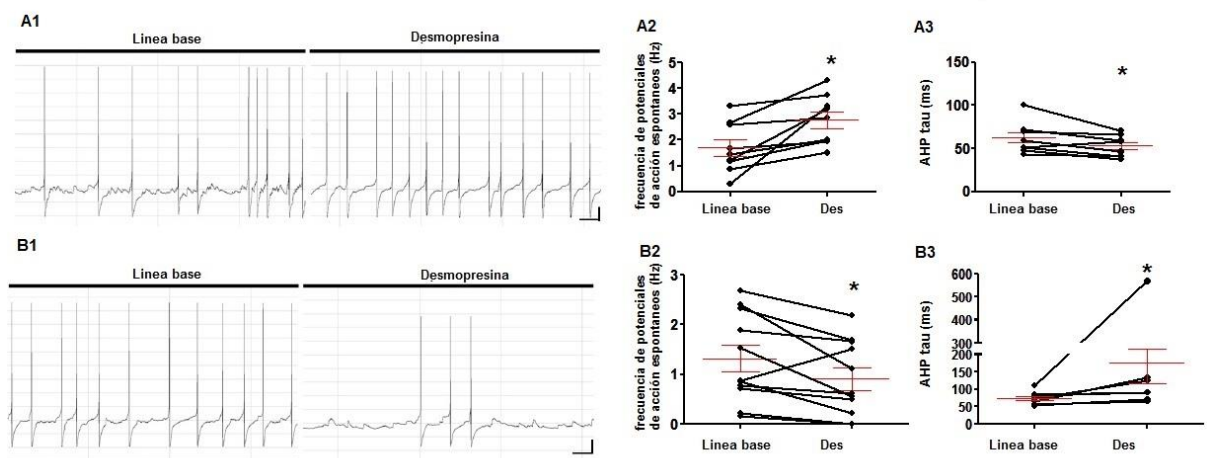 A1
Linea base
Desmopresina
A2
frecuencia de potenciales
de acción espontaneos (Hz)
5
4
3
2
1
0
*
Linea base
Des
A3
AHP tau (ms)
150
100
50
0
*
Linea base
Des
B1
Linea base
Desmopresina
B2
frecuencia de potenciales
de acción espontaneos (Hz)
3
2
1
0
*
Linea base
Des
B3
AHP tau (ms)
600
500
400
300
200
150
100
50
0
*
Linea base
Des